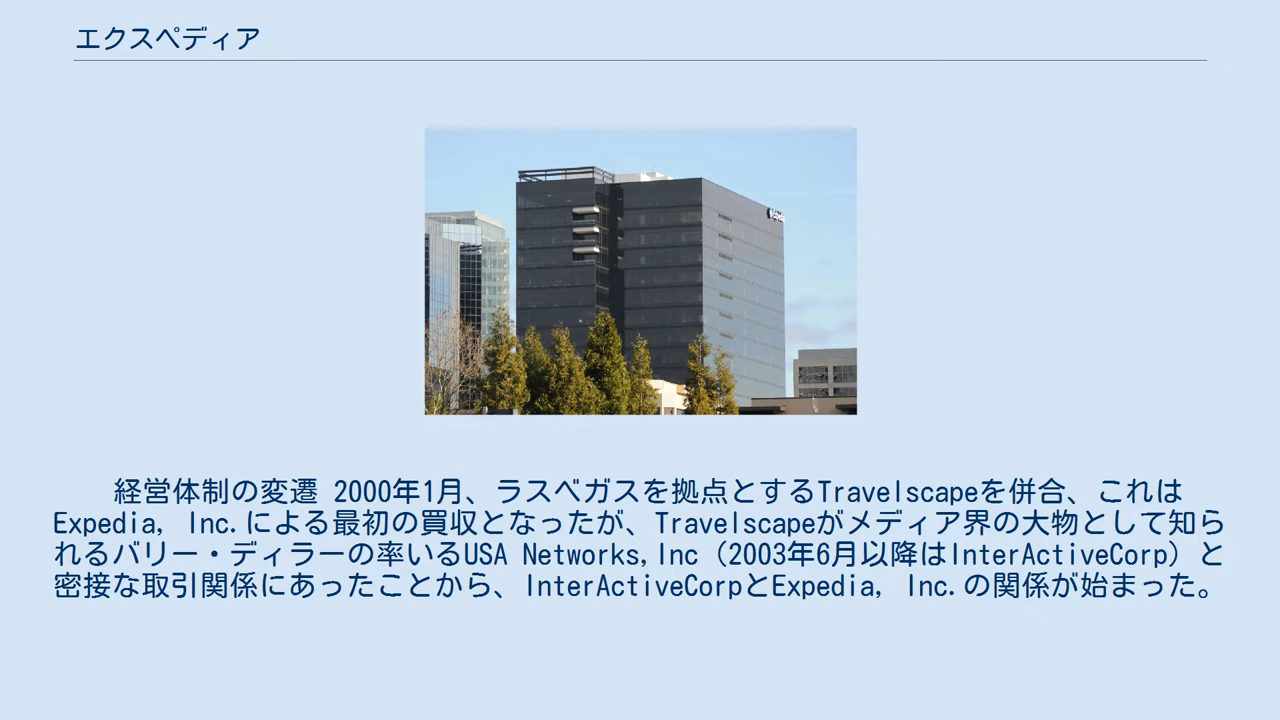 エクスペディア
経営体制の変遷 2000年1月、ラスベガスを拠点とするTravelscapeを併合、これは
Expedia, Inc.による最初の買収となったが、Travelscapeがメディア界の大物として知ら
れるバリー・ディラーの率いるUSA Networks,Inc（2003年6月以降はInterActiveCorp）と
密接な取引関係にあったことから、InterActiveCorpとExpedia, Inc.の関係が始まった。